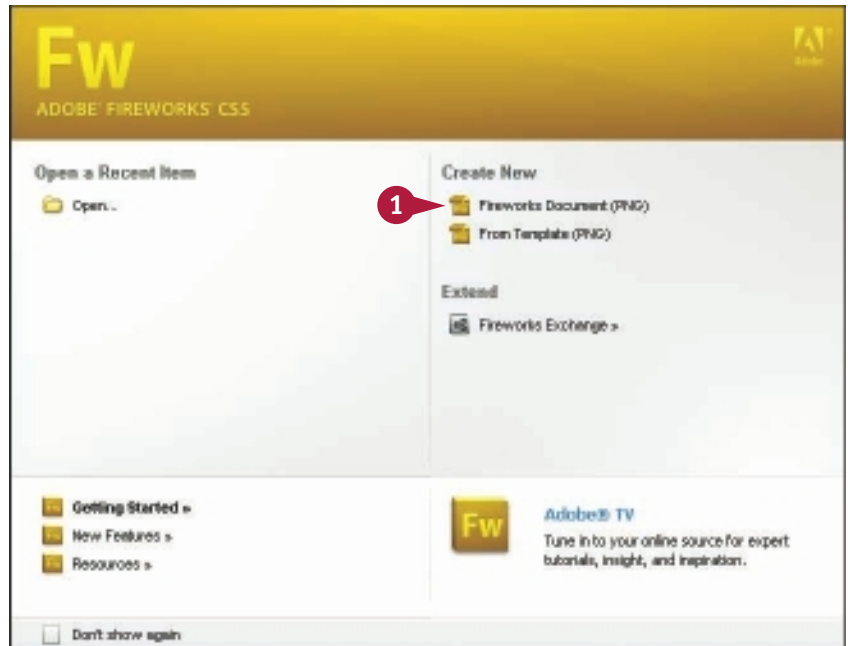 Fw
ADOBE® FIREWORKS® CS5
Adobe
Open a Recent Item
Open...
Create New
1
Fireworks Document (PNG)
From Template (PNG)
Extend
Fireworks Exchange »
Getting Started »
New Features »
Resources »
Fw
Adobe® TV
Tune in to your online source for expert
tutorials, insight, and inspiration.
Don't show again